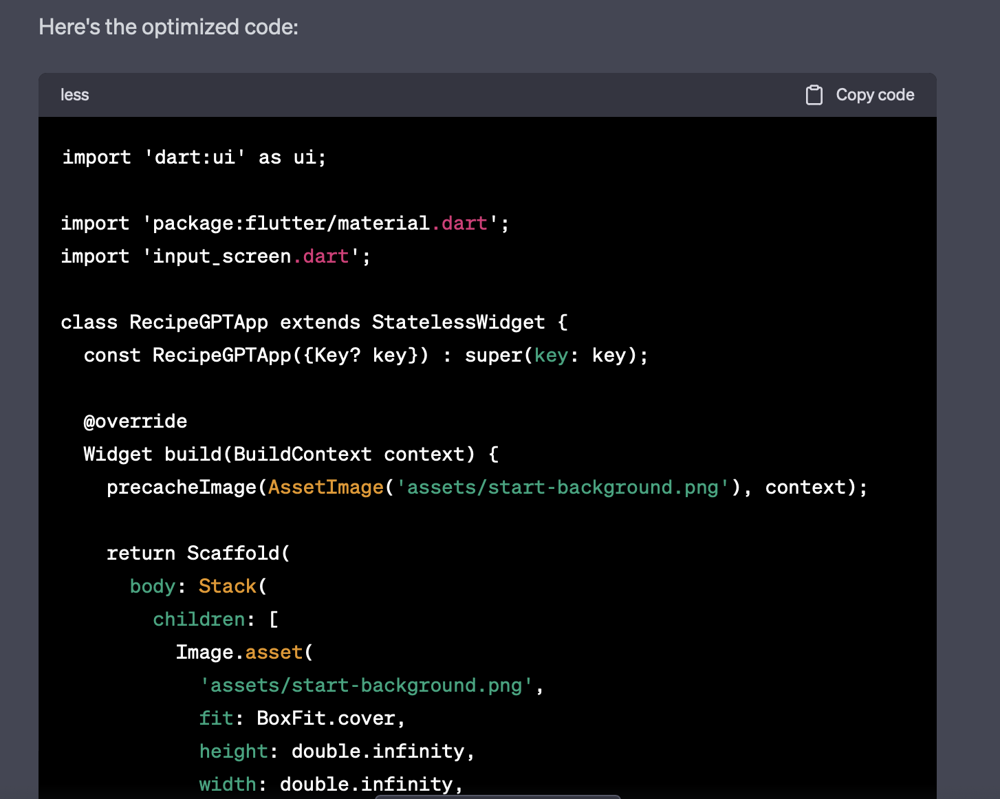 Here's the optimized code:
less
Copy code
import 'dart:ui' as ui;
import 'package:flutter/material.dart';
import 'input_screen.dart';
class RecipeGPTApp extends StatelessWidget {
const RecipeGPTApp({Key? key}) : super(key: key);
@override
Widget build(BuildContext context) {
precacheImage(AssetImage('assets/start-background.png'), context);
return Scaffold(
body: Stack(
children: [
Image.asset(
'assets/start-background.png',
fit: BoxFit.cover,
height: double.infinity,
width: double.infinity,